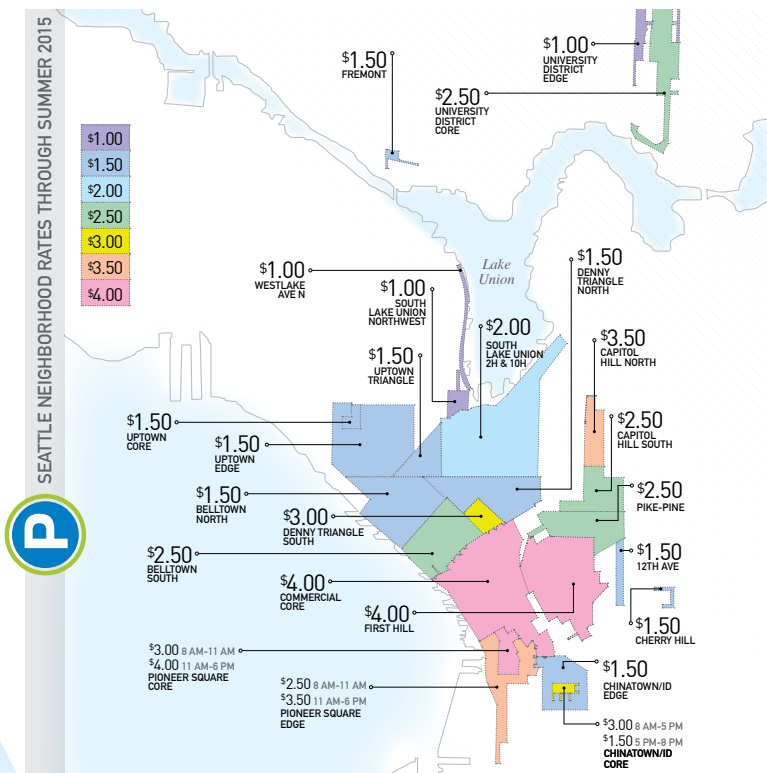 SEATTLE NEIGHBORHOOD RATES THROUGH SUMMER 2015
P
$1.00
$1.50
$2.00
$2.50
$3.00
$3.50
$4.00
$1.50
FREMONT
$1.00
UNIVERSITY
DISTRICT
EDGE
$2.50
UNIVERSITY
DISTRICT
CORE
Lake
Union
$1.00
WESTLAKE
AVE N
$1.00
SOUTH
LAKE UNION
NORTHWEST
$1.50
DENNY
TRIANGLE
NORTH
$2.00
SOUTH
LAKE UNION
2H & 10H
$1.50
UPTOWN
TRIANGLE
$3.50
CAPITOL
HILL NORTH
$1.50
UPTOWN
CORE
$1.50
UPTOWN
EDGE
$2.50
CAPITOL
HILL SOUTH
$1.50
BELLTOWN
NORTH
$2.50
PIKE-PINE
$3.00
DENNY TRIANGLE
SOUTH
$2.50
BELLTOWN
SOUTH
$1.50
12TH AVE
$4.00
COMMERCIAL
CORE
$4.00
FIRST HILL
$1.50
CHERRY HILL
$3.00 8 AM-11 AM
$4.00 11 AM-6 PM
PIONEER SQUARE
CORE
$2.50 8 AM-11 AM
$3.50 11 AM-6 PM
PIONEER SQUARE
EDGE
$1.50
CHINATOWN/ID
EDGE
$3.00 8 AM-5 PM
$1.50 5 PM-8 PM
CHINATOWN/ID
CORE